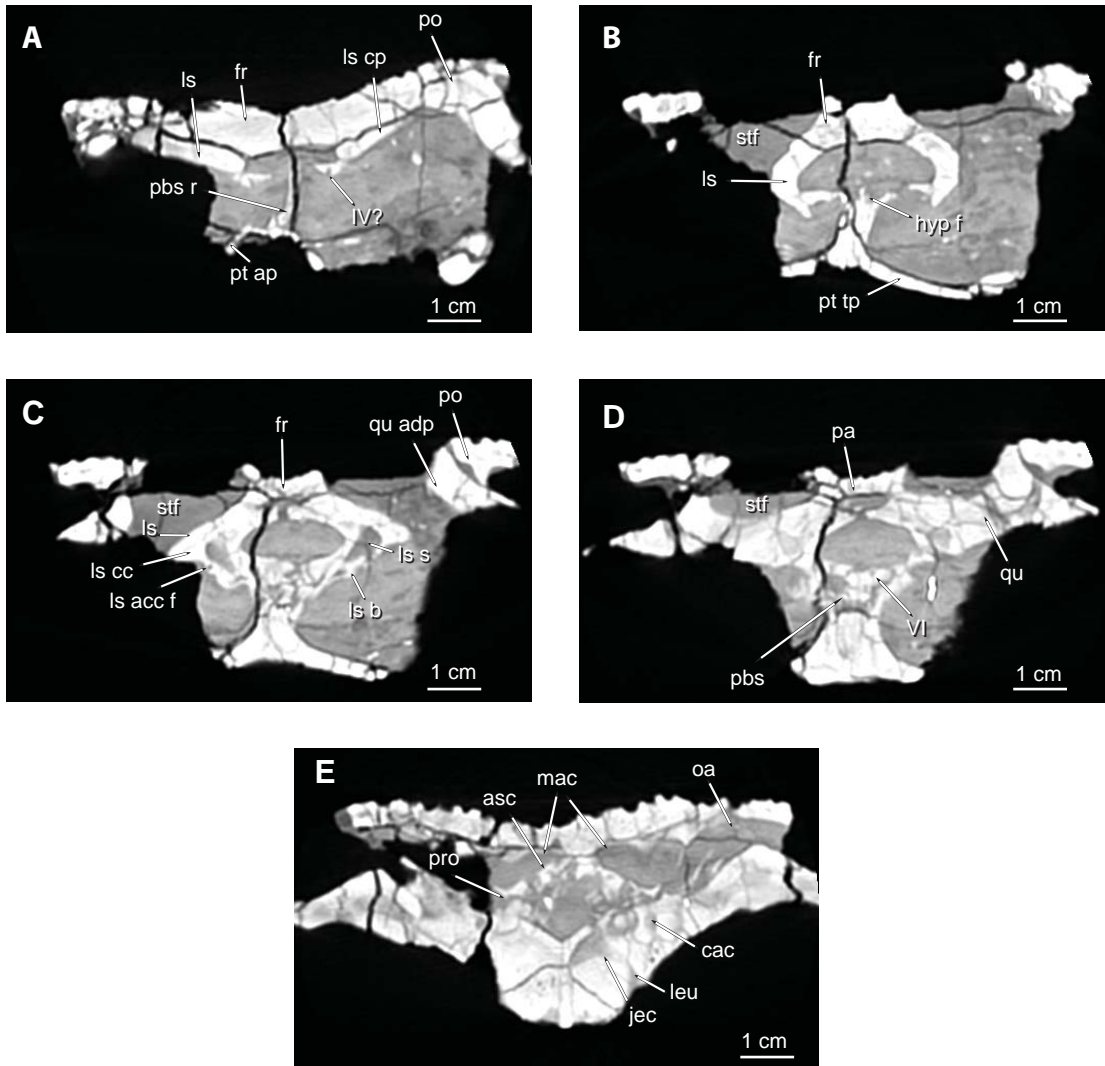 A
po
ls cp
fr
ls
pbs r
IV?
pt ap
1 cm
B
fr
stf
ls
hyp f
pt tp
1 cm
C
po
qu adp
fr
stf
ls
ls s
ls cc
ls acc f
ls b
1 cm
D
pa
stf
qu
VI
pbs
1 cm
E
oa
mac
asc
pro
cac
leu
jec
1 cm